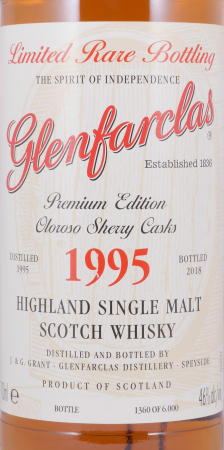 Limited Rare Bottling
THE SPIRIT OF INDEPENDENCE
Glenfarclas®
Established 1836
Premium Edition
Oloroso Sherry Casks
DISTILLED
1995
1995
BOTTLED
2018
HIGHLAND SINGLE MALT
SCOTCH WHISKY
DISTILLED AND BOTTLED BY
J. & G. GRANT - GLENFARCLAS DISTILLERY - SPEYSIDE
PRODUCT OF SCOTLAND
BOTTLE 1360 OF 6.000